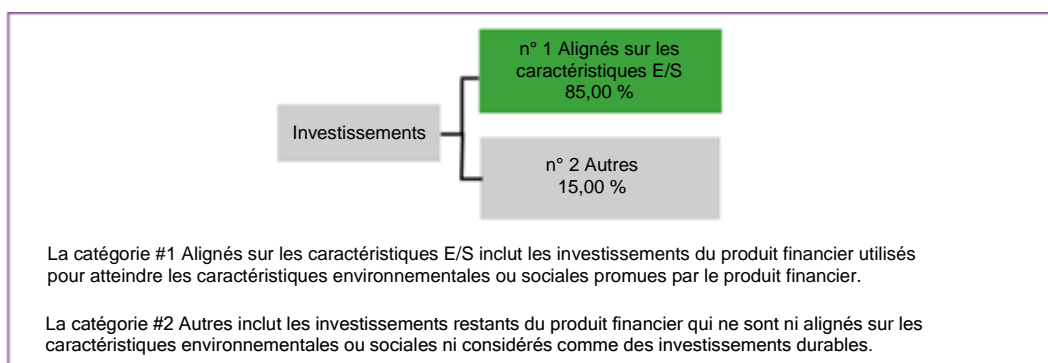 n° 1 Alignés sur les
caractéristiques E/S
85,00 %
Investissements
n° 2 Autres
15,00 %
La catégorie #1 Alignés sur les caractéristiques E/S inclut les investissements du produit financier utilisés
pour atteindre les caractéristiques environnementales ou sociales promues par le produit financier.
La catégorie #2 Autres inclut les investissements restants du produit financier qui ne sont ni alignés sur les
caractéristiques environnementales ou sociales ni considérés comme des investissements durables.